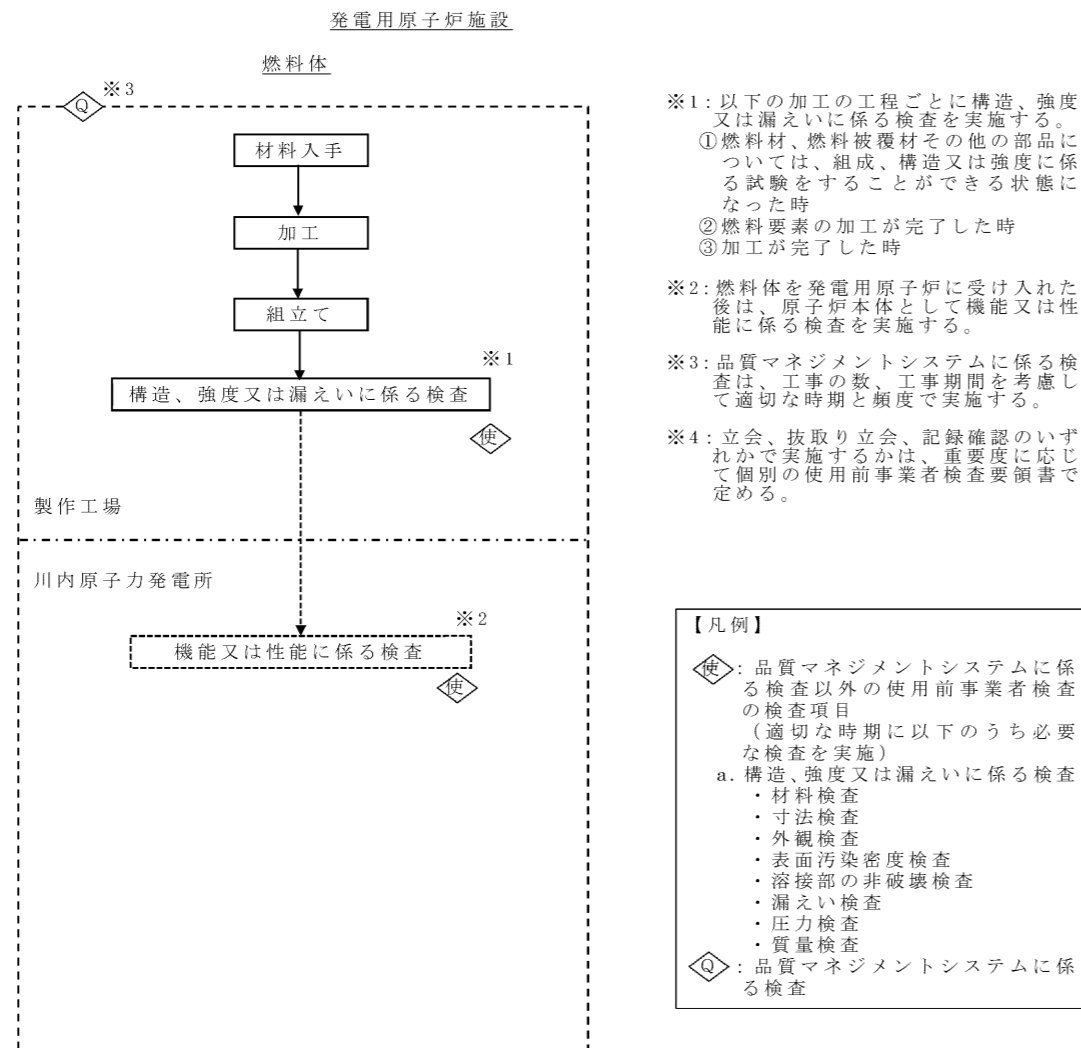 発電用原子炉施設
燃料体
Q
※3
材料入手
加工
組立て
※1
構造、強度又は漏えいに係る検査
使
製作工場
川内原子力発電所
※2
機能又は性能に係る検査
使
※1：以下の加工の工程ごとに構造、強度
又は漏えいに係る検査を実施する。
①燃料材、燃料被覆材その他の部品に
ついては、組成、構造又は強度に係
る試験をすることができる状態に
なった時
②燃料要素の加工が完了した時
③加工が完了した時
※2：燃料体を発電用原子炉に受け入れた
後は、原子炉本体として機能又は性
能に係る検査を実施する。
※3：品質マネジメントシステムに係る検
査は、工事の数、工事期間を考慮し
て適切な時期と頻度で実施する。
※4：立会、抜取り立会、記録確認のいず
れかで実施するかは、重要度に応じ
て個別の使用前事業者検査要領書で
定める。
【凡例】
使：品質マネジメントシステムに係
る検査以外の使用前事業者検査
の検査項目
（適切な時期に以下のうち必要
な検査を実施）
a. 構造、強度又は漏えいに係る検査
・材料検査
・寸法検査
・外観検査
・表面汚染密度検査
・溶接部の非破壊検査
・漏えい検査
・圧力検査
・質量検査
Q：品質マネジメントシステムに係
る検査